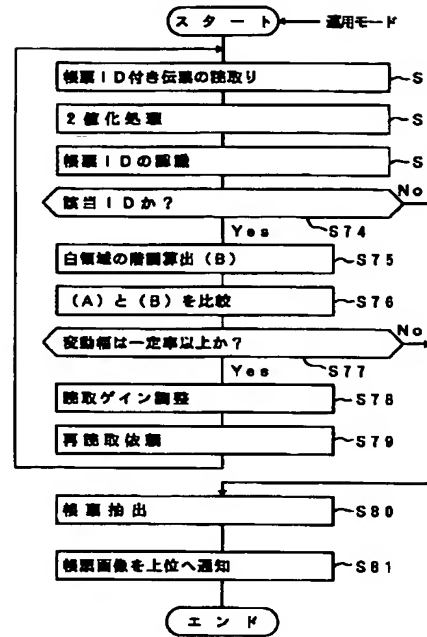 スタート
運用モード
帳票ID付き伝票の読取り
S
2値化処理
S
帳票IDの認識
S
該当IDか?
No
Yes
S74
白領域の階調算出(B)
S75
(A)と(B)を比較
S76
変動幅は一定率以上か?
No
Yes
S77
読取ゲイン調整
S78
再読取依頼
S79
帳票抽出
S80
帳票画像を上位へ通知
S81
エンド